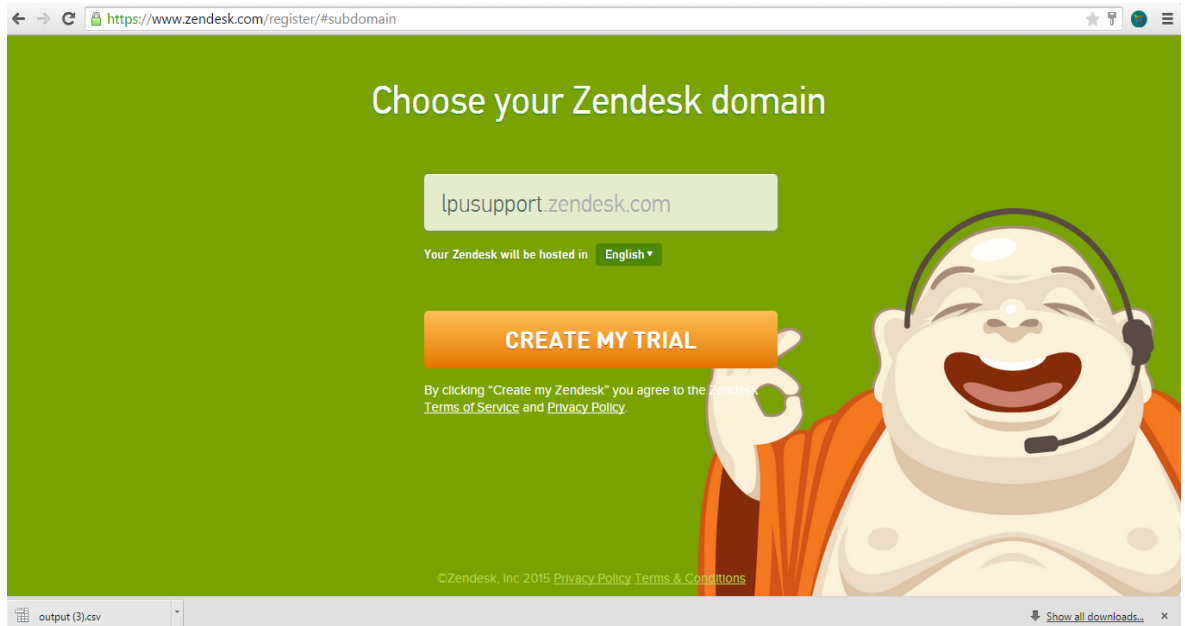 https://www.zendesk.com/register/#subdomain
Choose your Zendesk domain
lpusupport.zendesk.com
Your Zendesk will be hosted in English
CREATE MY TRIAL
By clicking "Create my Zendesk" you agree to the Zendesk
Terms of Service and Privacy Policy.
©Zendesk, Inc 2015 Privacy Policy Terms & Conditions
output (3).csv
Show all downloads...